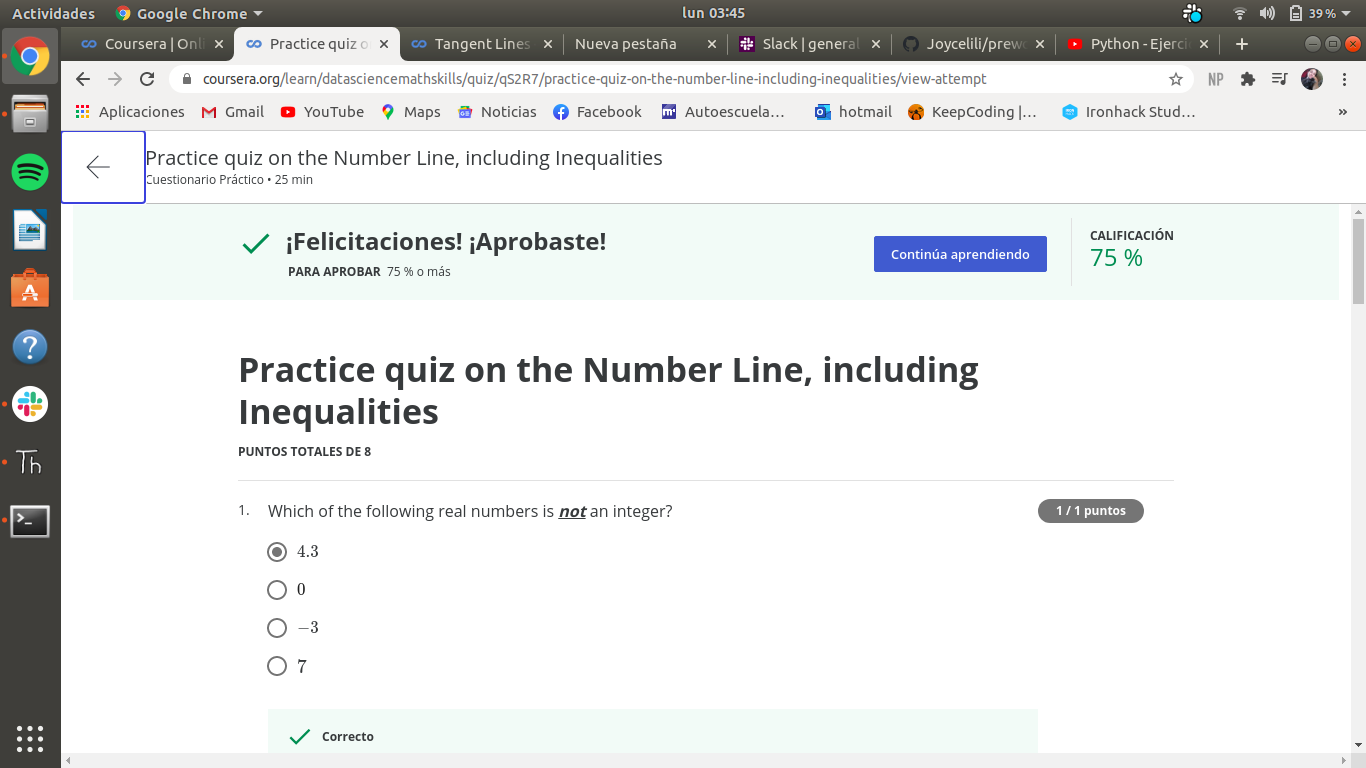 Actividades Google Chrome lun 03:45 39 %
Coursera | Onl Practice quiz o Tangent Lines Nueva pestaña Slack | general Joycelili/prew Python - Ejerci
coursera.org/learn/datasciencemathskills/quiz/qS2R7/practice-quiz-on-the-number-line-including-inequalities/view-attempt NP
Aplicaciones Gmail YouTube Maps Noticias Facebook Autoescuela... hotmail KeepCoding |... Ironhack Stud... »
Practice quiz on the Number Line, including Inequalities
Cuestionario Práctico • 25 min
¡Felicitaciones! ¡Aprobaste!
PARA APROBAR 75 % o más
Continúa aprendiendo
CALIFICACIÓN
75 %
Practice quiz on the Number Line, including
Inequalities
PUNTOS TOTALES DE 8
1. Which of the following real numbers is not an integer?
1 / 1 puntos
4.3
0
−3
7
Correcto
Th